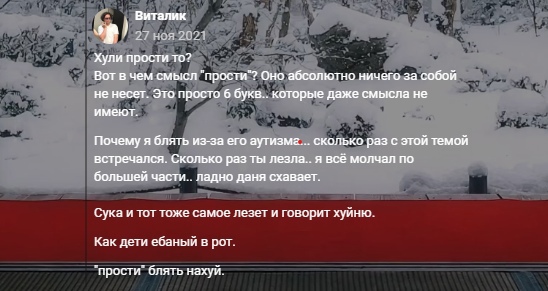 Виталик
27 ноя 2021
Хули прости то?
Вот в чем смысл "прости"? Оно абсолютно ничего за собой
не несет. Это просто 6 букв.. которые даже смысла не
имеют.
Почему я блять из-за его аутизма... сколько раз с этой темой
встречался. Сколько раз ты лезла.. я всё молчал по
большей части.. ладно даня схавает.
Сука и тот тоже самое лезет и говорит хуйню.
Как дети ебаный в рот.
"прости" блять нахуй.